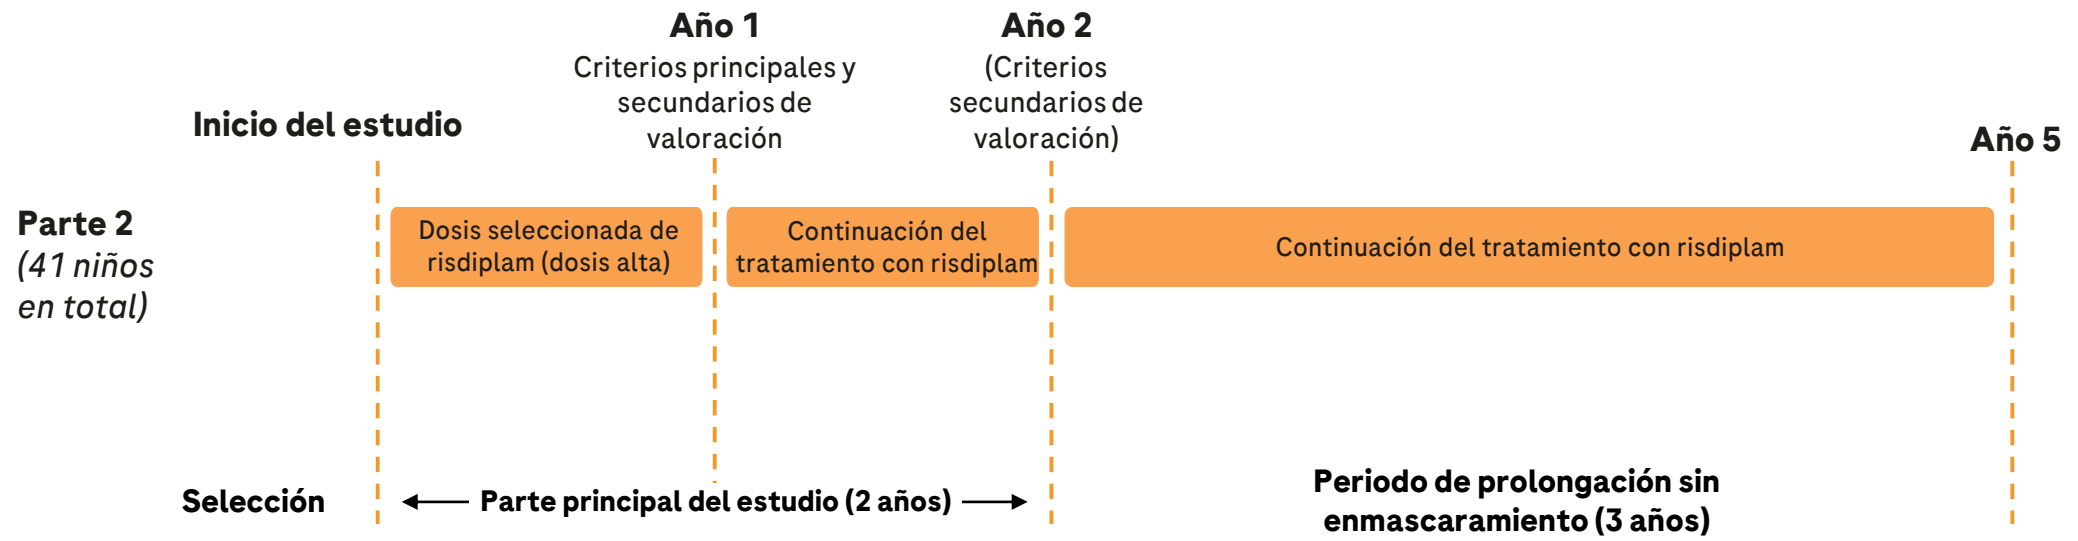 Año 1
Criterios principales y
secundarios de
valoración
Año 2
(Criterios
secundarios de
valoración)
Inicio del estudio
Año 5
Parte 2
(41 niños
en total)
Dosis seleccionada de
risdiplam (dosis alta)
Continuación del
tratamiento con risdiplam
Continuación del tratamiento con risdiplam
Selección
Parte principal del estudio (2 años)
Periodo de prolongación sin
enmascaramiento (3 años)